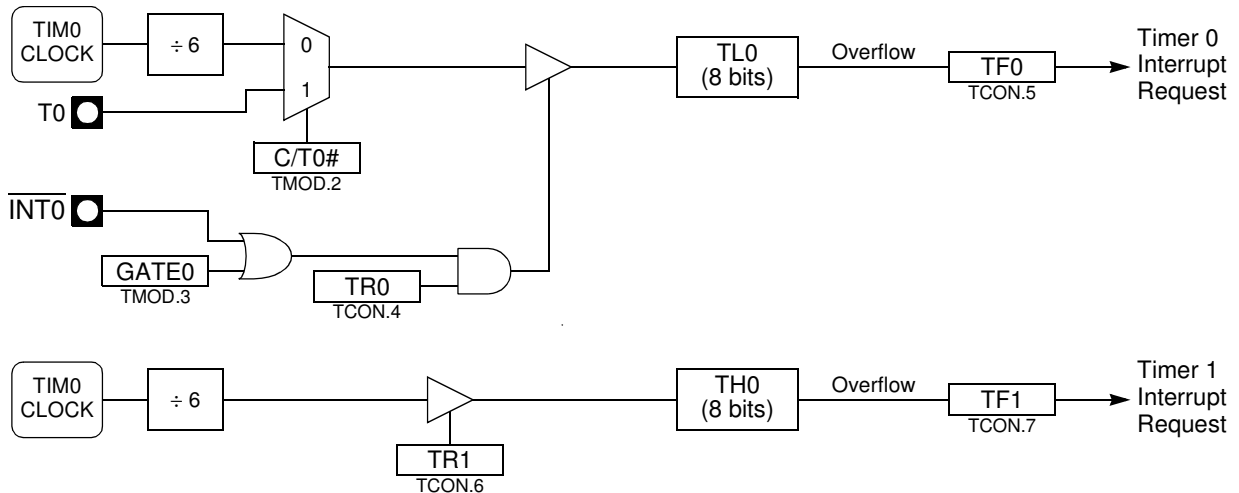 TIM0
CLOCK
÷ 6
0
1
T0
C/T0#
TMOD.2
TL0
(8 bits)
Overflow
TF0
TCON.5
Timer 0
Interrupt
Request
INT0
GATE0
TMOD.3
TR0
TCON.4
TIM0
CLOCK
÷ 6
TR1
TCON.6
TH0
(8 bits)
Overflow
TF1
TCON.7
Timer 1
Interrupt
Request